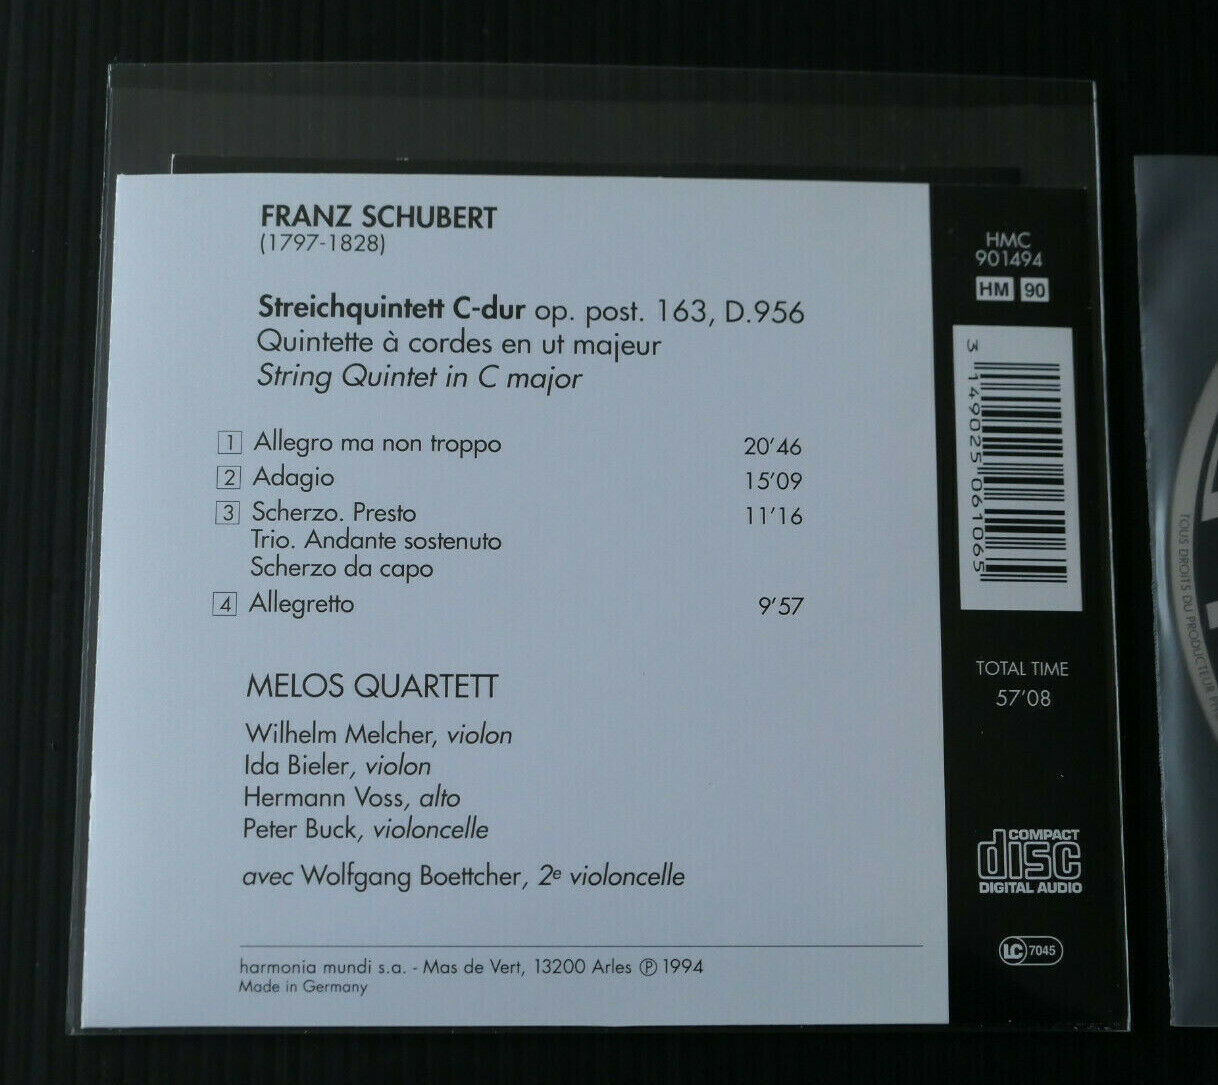 FRANZ SCHUBERT
(1797-1828)
Streichquintett C-dur op. post. 163, D.956
Quintette à cordes en ut majeur
String Quintet in C major
1 Allegro ma non troppo 20'46
2 Adagio 15'09
3 Scherzo. Presto 11'16
Trio. Andante sostenuto
Scherzo da capo
4 Allegretto 9'57
MELOS QUARTETT
Wilhelm Melcher, violon
Ida Bieler, violon
Hermann Voss, alto
Peter Buck, violoncelle
avec Wolfgang Boettcher, 2e violoncelle
harmonia mundi s.a. - Mas de Vert, 13200 Arles ℗ 1994
Made in Germany
HMC
901494
HM 90
3 149025 061065
TOTAL TIME
57'08
COMPACT
disc
DIGITAL AUDIO
LC 7045
TOUS DROITS DU PRODUCTEUR